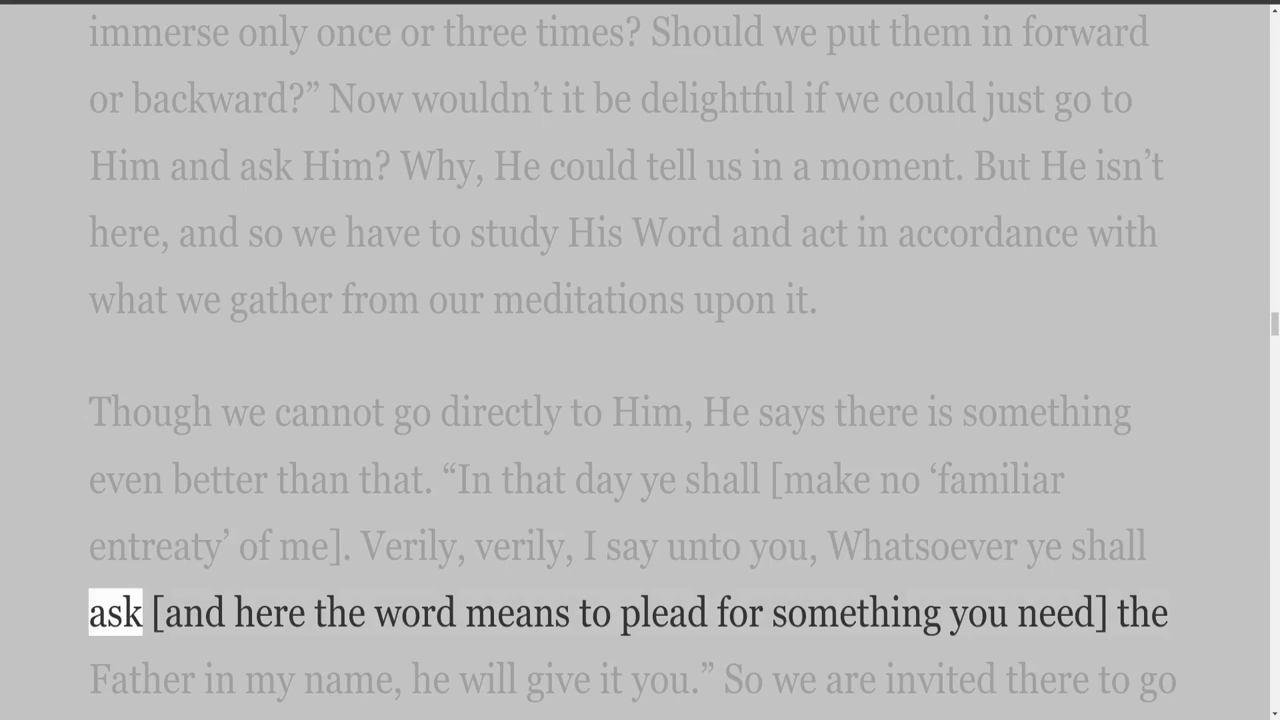 immerse only once or three times? Should we put them in forward
or backward?” Now wouldn’t it be delightful if we could just go to
Him and ask Him? Why, He could tell us in a moment. But He isn’t
here, and so we have to study His Word and act in accordance with
what we gather from our meditations upon it.
Though we cannot go directly to Him, He says there is something
even better than that. “In that day ye shall [make no ‘familiar
entreaty’ of me]. Verily, verily, I say unto you, Whatsoever ye shall
ask [and here the word means to plead for something you need] the
Father in my name, he will give it you.” So we are invited there to go